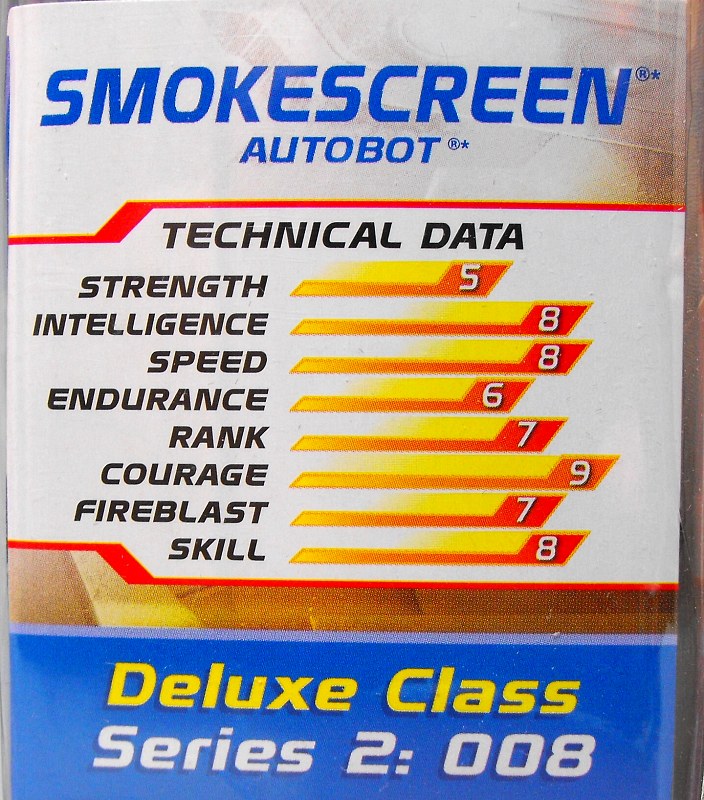 SMOKESCREEN®*
AUTOBOT®*
TECHNICAL DATA
STRENGTH 5
INTELLIGENCE 8
SPEED 8
ENDURANCE 6
RANK 7
COURAGE 9
FIREBLAST 7
SKILL 8
Deluxe Class
Series 2: 008